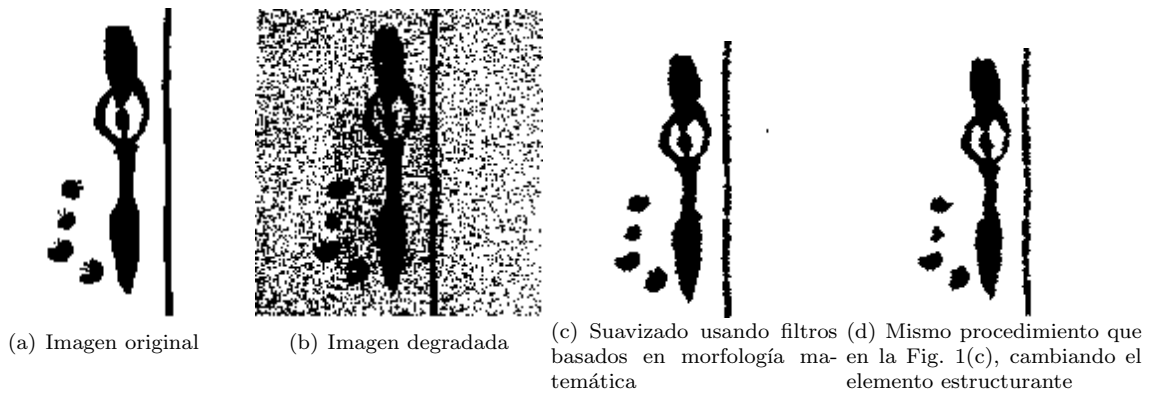 (a) Imagen original
(b) Imagen degradada
(c) Suavizado usando filtros
basados en morfología ma-
temática
(d) Mismo procedimiento que
en la Fig. 1(c), cambiando el
elemento estructurante